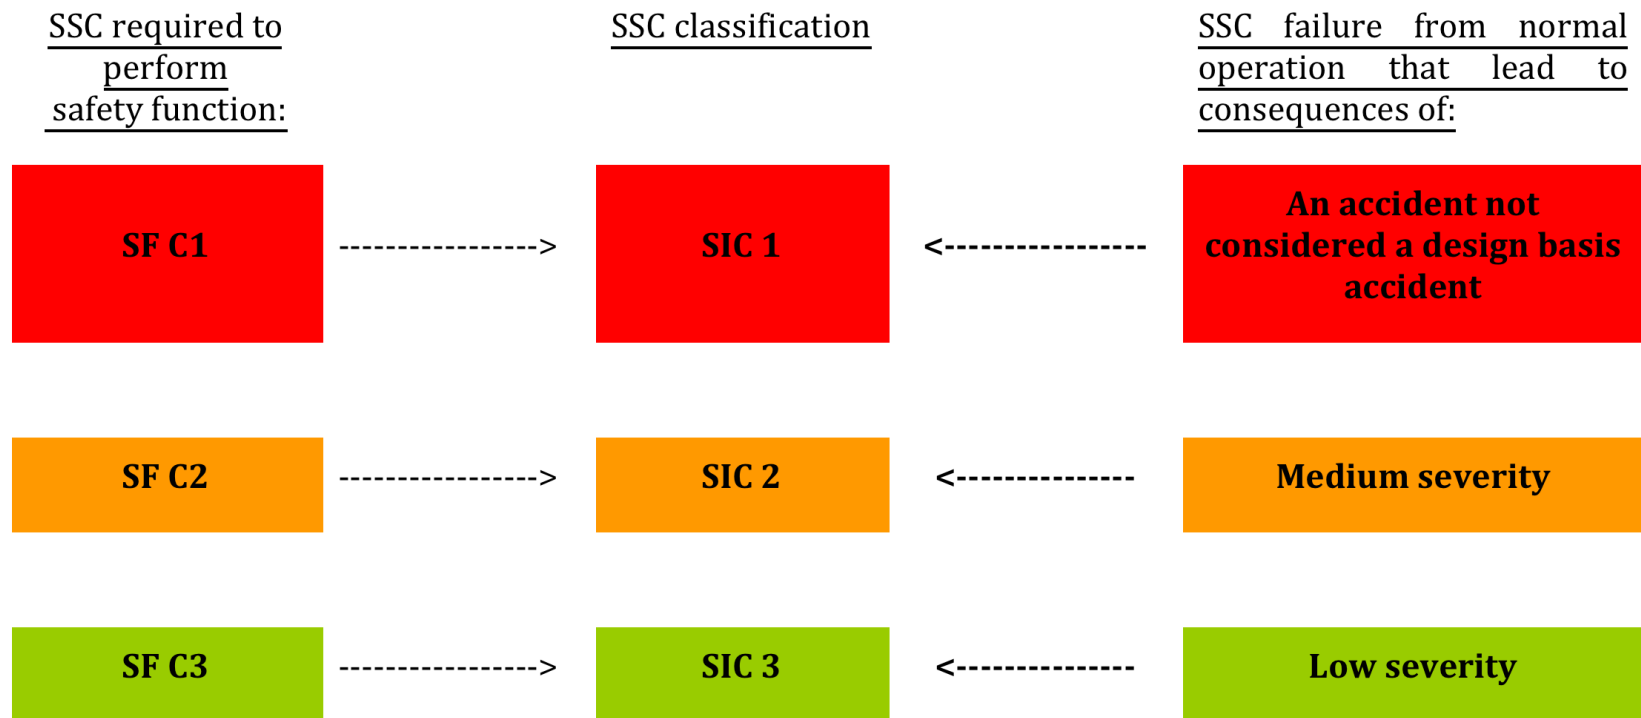 SSC required to
perform
safety function:
SSC classification
SSC failure from normal
operation that lead to
consequences of:
SF C1
----------------->
SIC 1
<----------------
An accident not
considered a design basis
accident
SF C2
----------------->
SIC 2
<---------------
Medium severity
SF C3
----------------->
SIC 3
<---------------
Low severity